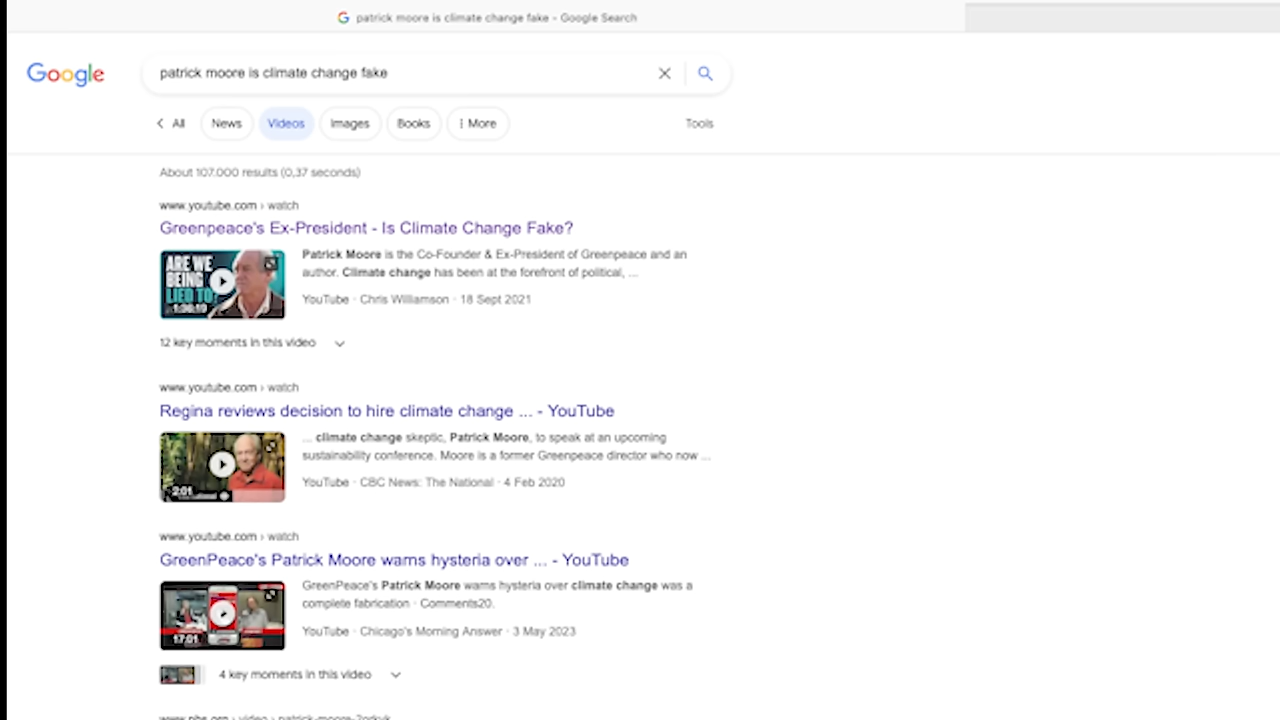 patrick moore is climate change fake - Google Search
Google
patrick moore is climate change fake
All
News
Videos
Images
Books
More
Tools
About 107.000 results (0,37 seconds)
www.youtube.com › watch
Greenpeace's Ex-President - Is Climate Change Fake?
ARE WE
BEING
LIED TO?
1:36:19
Patrick Moore is the Co-Founder & Ex-President of Greenpeace and an
author. Climate change has been at the forefront of political, ...
YouTube · Chris Williamson · 18 Sept 2021
12 key moments in this video
www.youtube.com › watch
Regina reviews decision to hire climate change ... - YouTube
2:01
... climate change skeptic, Patrick Moore, to speak at an upcoming
sustainability conference. Moore is a former Greenpeace director who now ...
YouTube · CBC News: The National · 4 Feb 2020
www.youtube.com › watch
GreenPeace's Patrick Moore warns hysteria over ... - YouTube
17:01
GreenPeace's Patrick Moore warns hysteria over climate change was a
complete fabrication · Comments20.
YouTube · Chicago's Morning Answer · 3 May 2023
4 key moments in this video